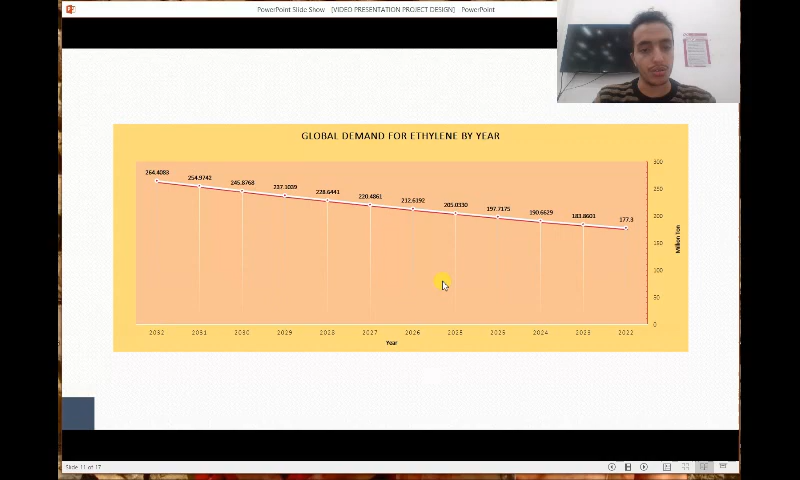 PowerPoint Slide Show - [VIDEO PRESENTATION PROJECT DESIGN] - PowerPoint
GLOBAL DEMAND FOR ETHYLENE BY YEAR
264.4083 254.9742 245.8768 237.1039 228.6441 220.4861 212.6192 205.0330 197.7175 190.6629 183.8601 177.3
300
250
200
150
100
50
0
Million Ton
2032 2031 2030 2029 2028 2027 2026 2025 2025 2024 2023 2022
Year
Slide 11 of 17